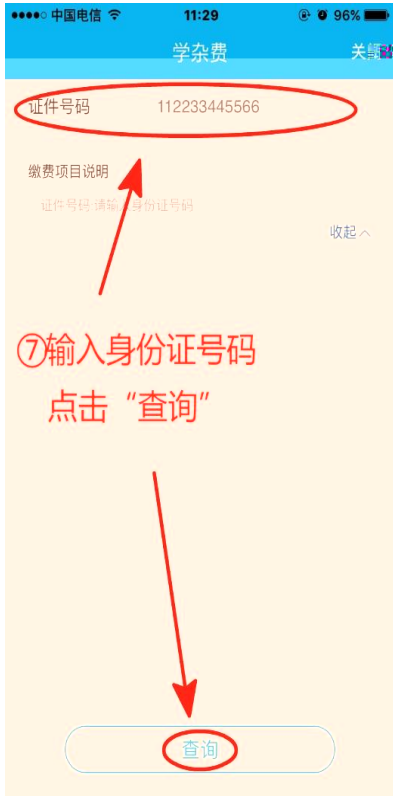 中国电信 11:29 96%
学杂费
证件号码 112233445566
缴费项目说明
证件号码:请输入身份证号码
收起
⑦输入身份证号码
点击“查询”
查询